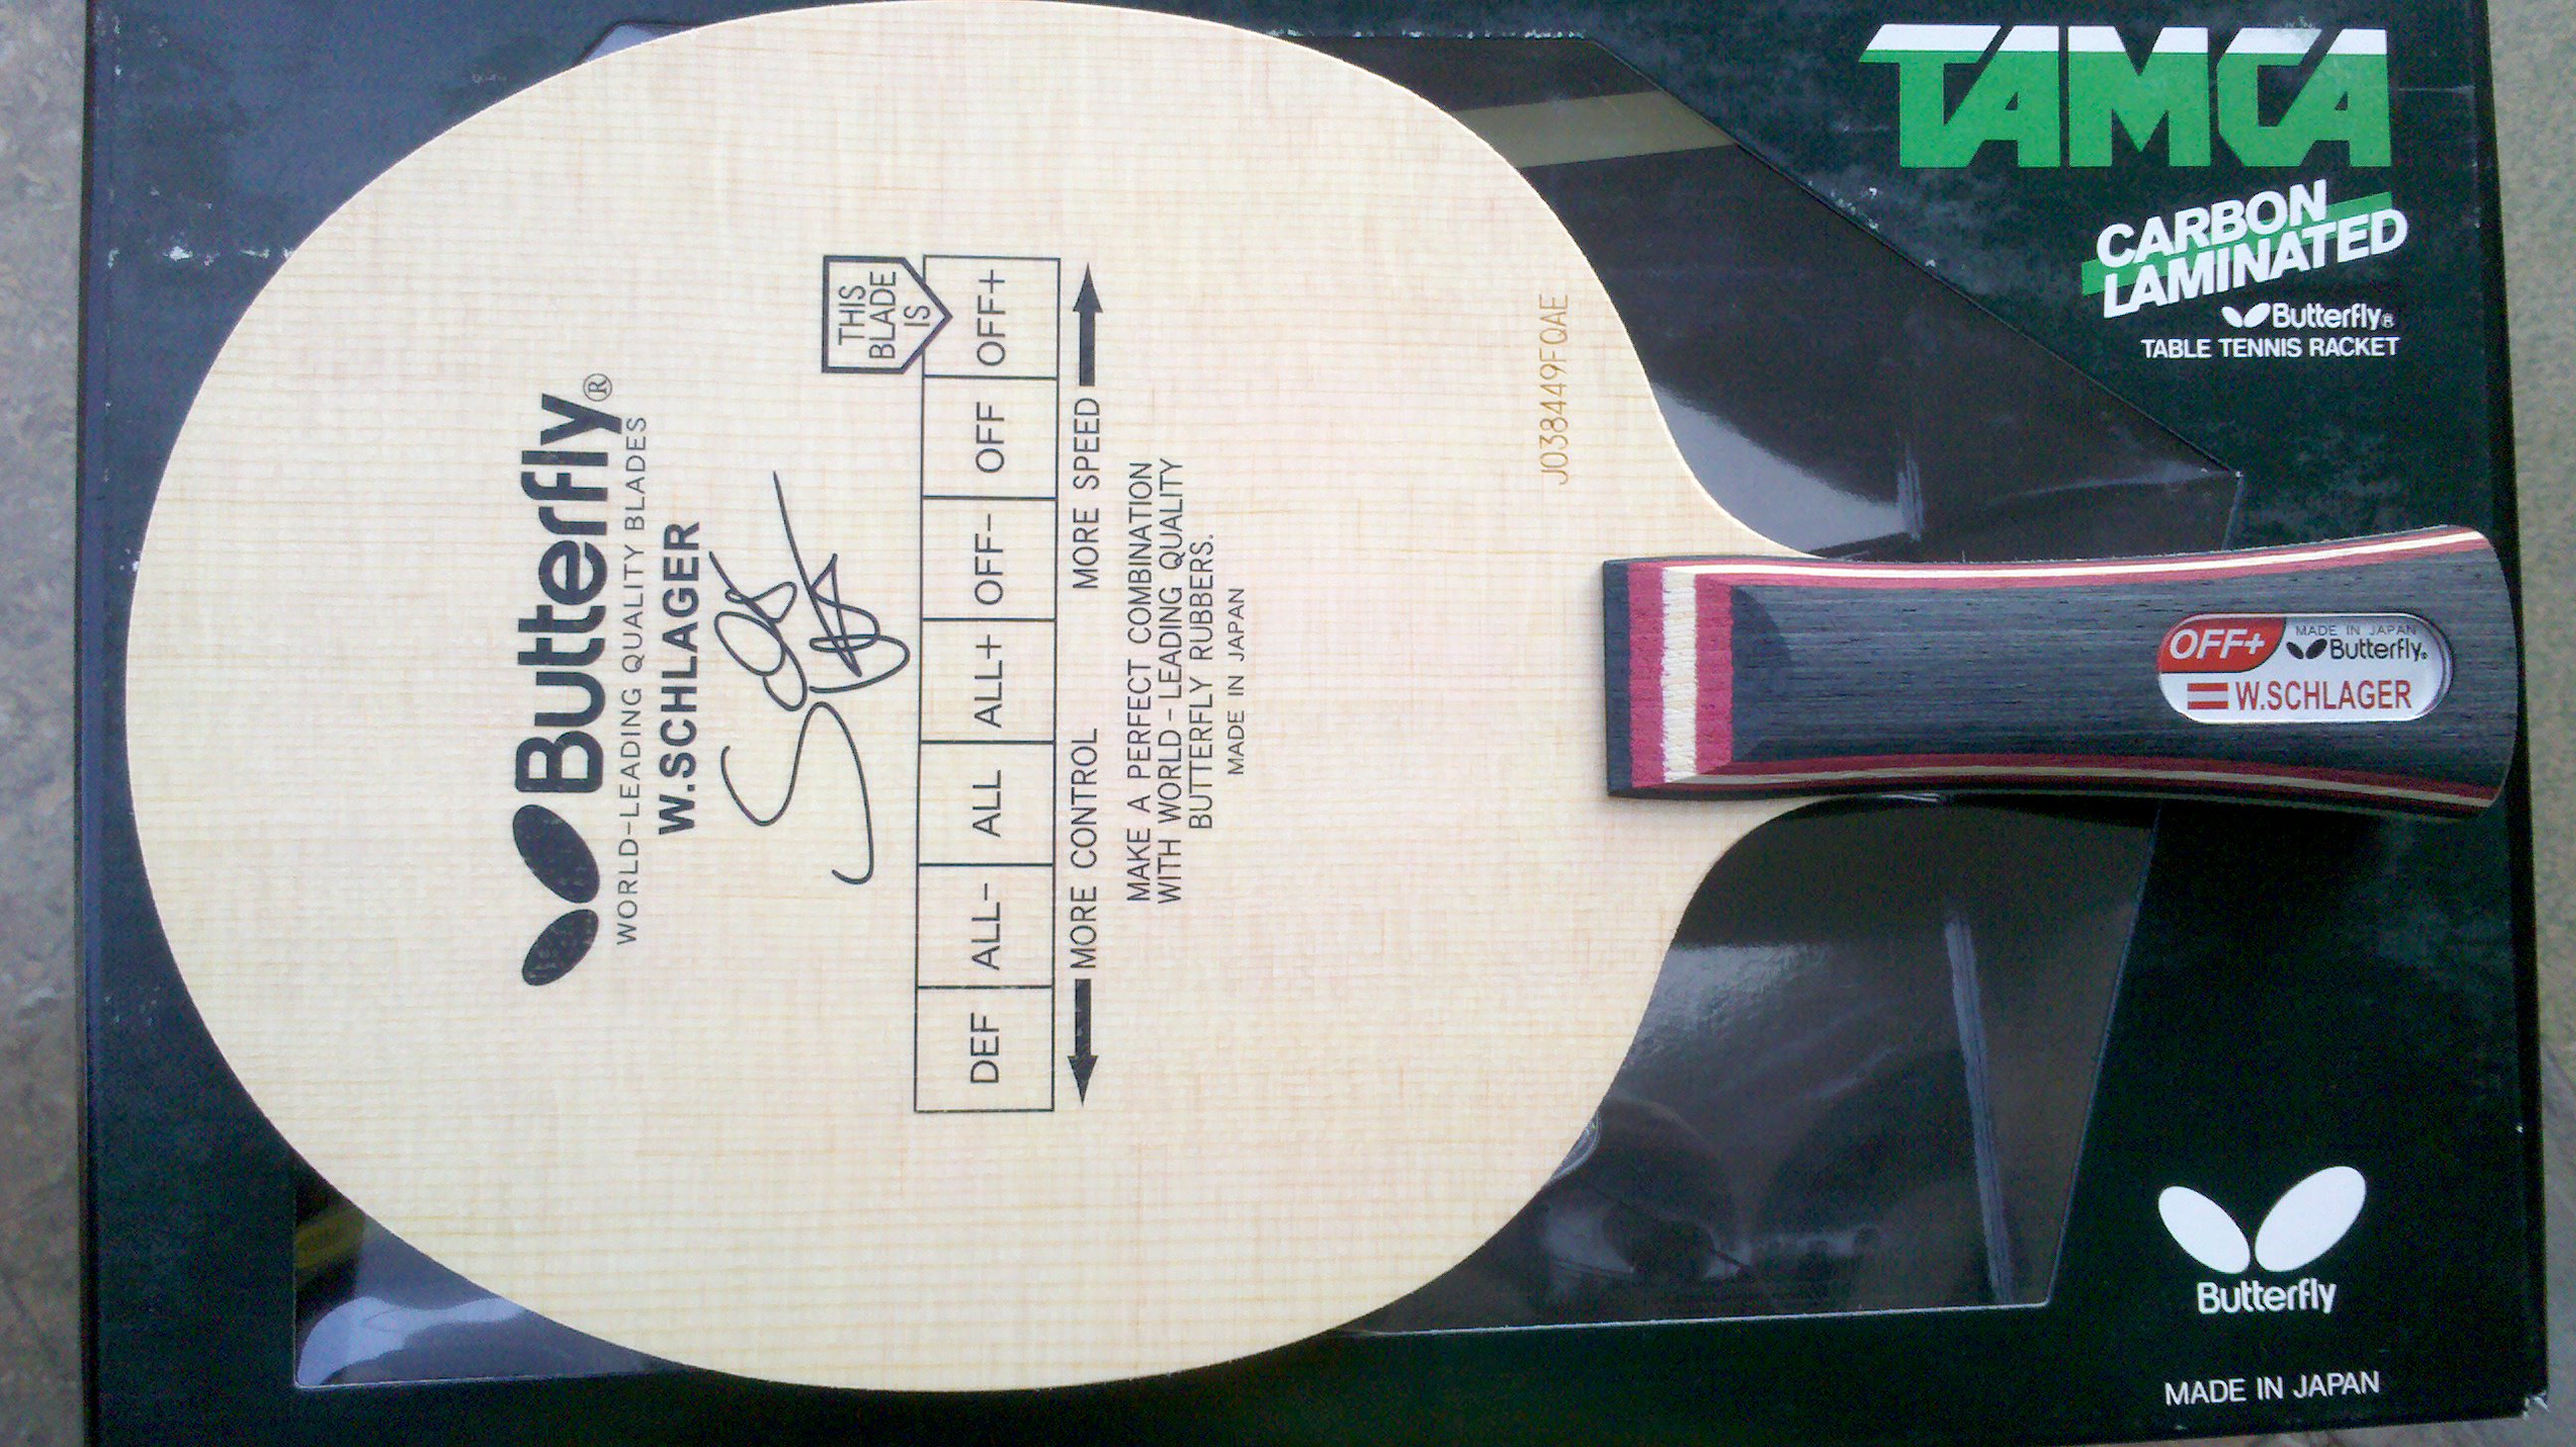 Butterfly®
WORLD-LEADING QUALITY BLADES
W.SCHLAGER
THIS
BLADE
IS
DEF ALL- ALL ALL+ OFF- OFF OFF+
MORE CONTROL MORE SPEED
MAKE A PERFECT COMBINATION
WITH WORLD-LEADING QUALITY
BUTTERFLY RUBBERS.
MADE IN JAPAN
J038449FQAE
OFF+
MADE IN JAPAN
Butterfly®
W.SCHLAGER
TAMCA
CARBON
LAMINATED
Butterfly®
TABLE TENNIS RACKET
Butterfly
MADE IN JAPAN